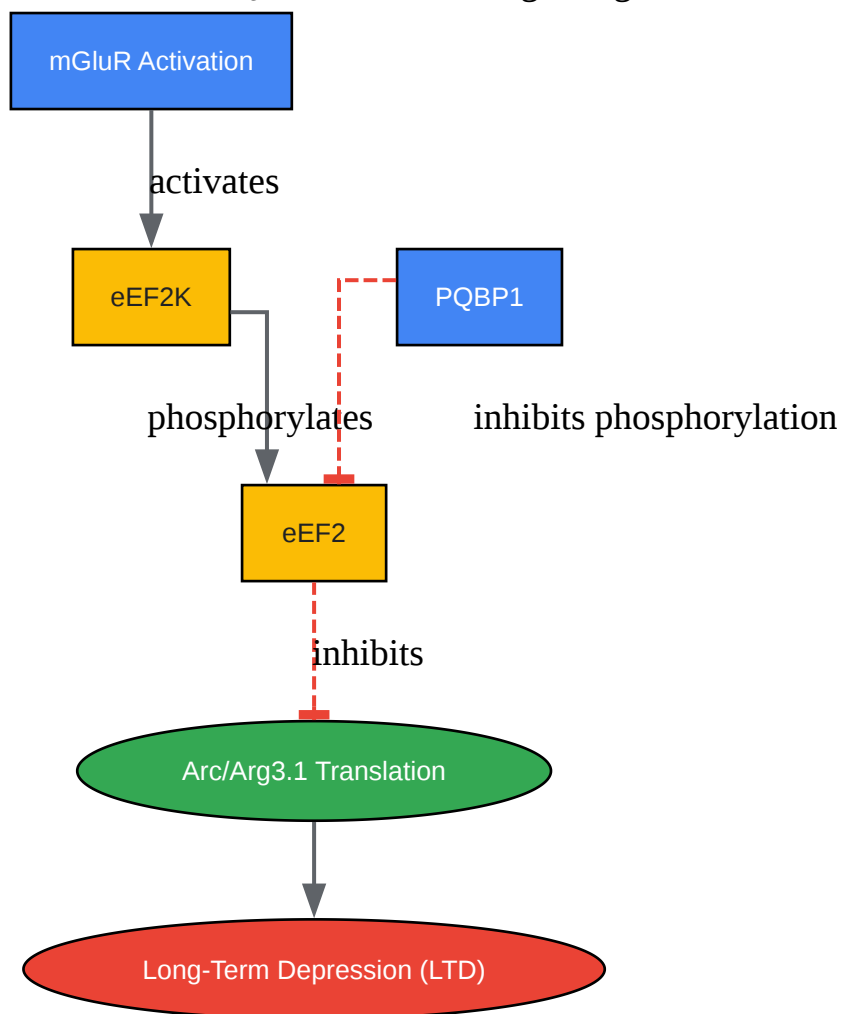 mGluR Activation
activates
eEF2K
PQBP1
phosphorylates
inhibits phosphorylation
eEF2
inhibits
Arc/Arg3.1 Translation
Long-Term Depression (LTD)